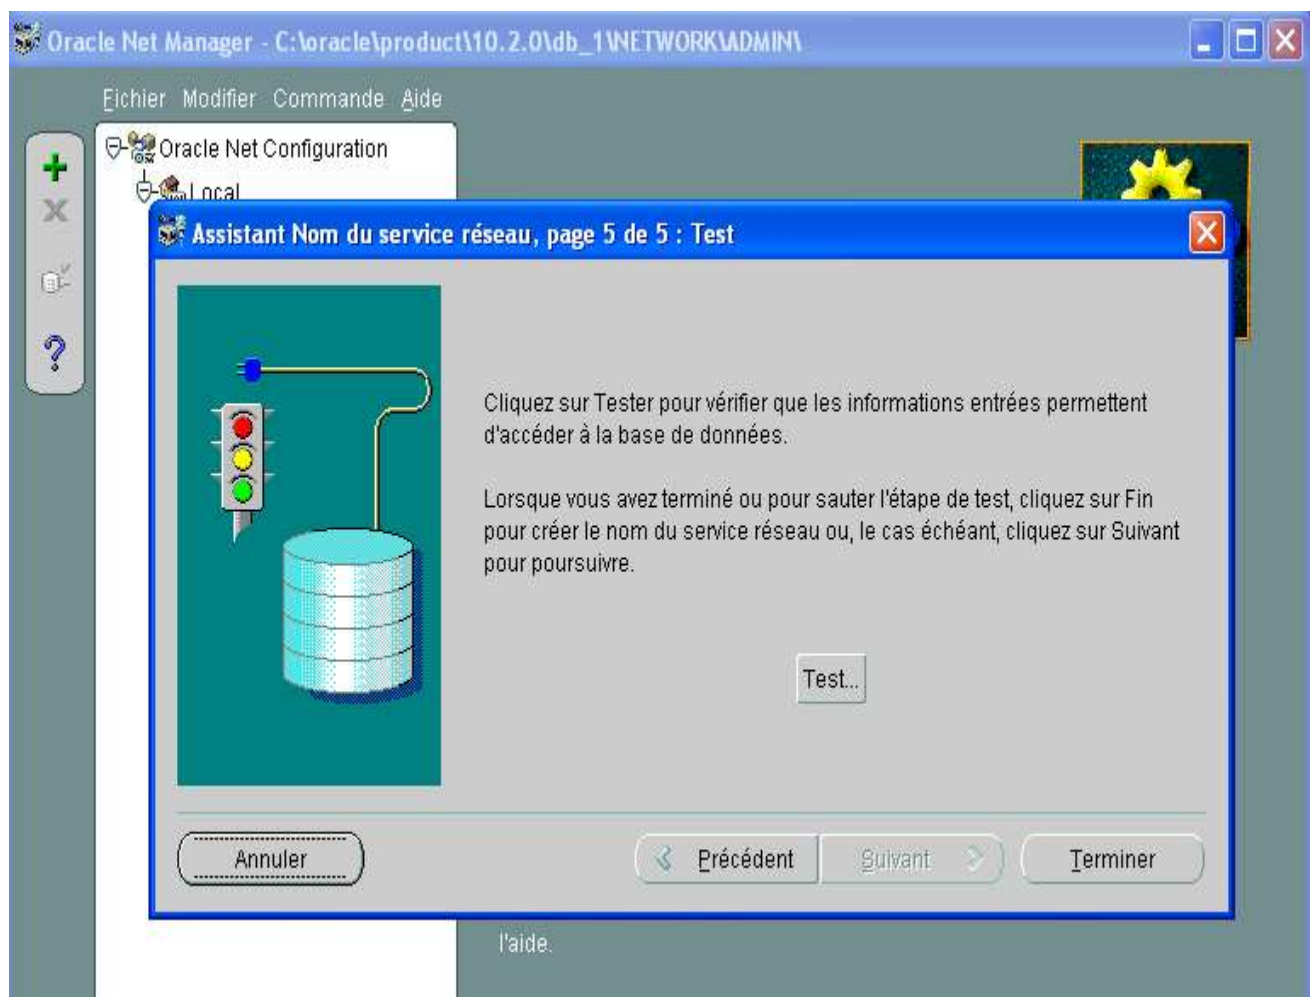 Oracle Net Manager - C:\oracle\product\10.2.0\db_1\NETWORK\ADMIN\
Fichier Modifier Commande Aide
Oracle Net Configuration
Local
Assistant Nom du service réseau, page 5 de 5 : Test
Cliquez sur Tester pour vérifier que les informations entrées permettent
d'accéder à la base de données.
Lorsque vous avez terminé ou pour sauter l'étape de test, cliquez sur Fin
pour créer le nom du service réseau ou, le cas échéant, cliquez sur Suivant
pour poursuivre.
Test...
Annuler
Précédent
Suivant
Terminer
l'aide.